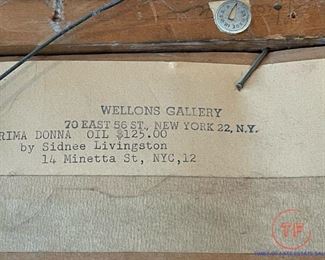 WELLONS GALLERY
70 EAST 56 ST., NEW YORK 22, N.Y.
RIMA DONNA OIL $125.00
by Sidnee Livingston
14 Minetta St, NYC,12
TF